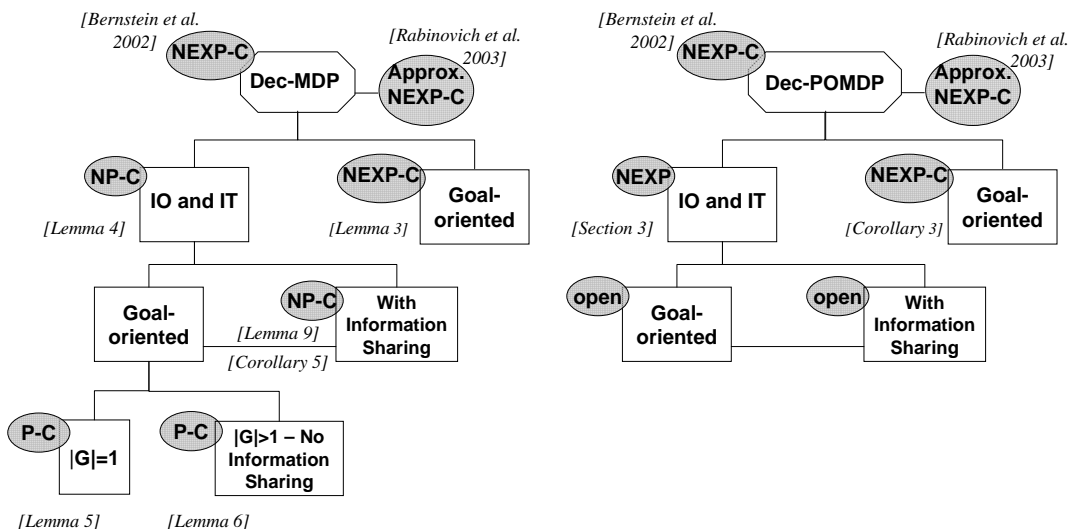 [Bernstein et al.
2002]
NEXP-C
Dec-MDP
[Rabinovich et al.
2003]
Approx.
NEXP-C
NP-C
IO and IT
[Lemma 4]
NEXP-C
Goal-
oriented
[Lemma 3]
Goal-
oriented
NP-C
With
Information
Sharing
[Lemma 9]
[Corollary 5]
P-C
|G|=1
[Lemma 5]
P-C
|G|>1 – No
Information
Sharing
[Lemma 6]
[Bernstein et al.
2002]
NEXP-C
Dec-POMDP
[Rabinovich et al.
2003]
Approx.
NEXP-C
NEXP
IO and IT
[Section 3]
NEXP-C
Goal-
oriented
[Corollary 3]
open
Goal-
oriented
open
With
Information
Sharing